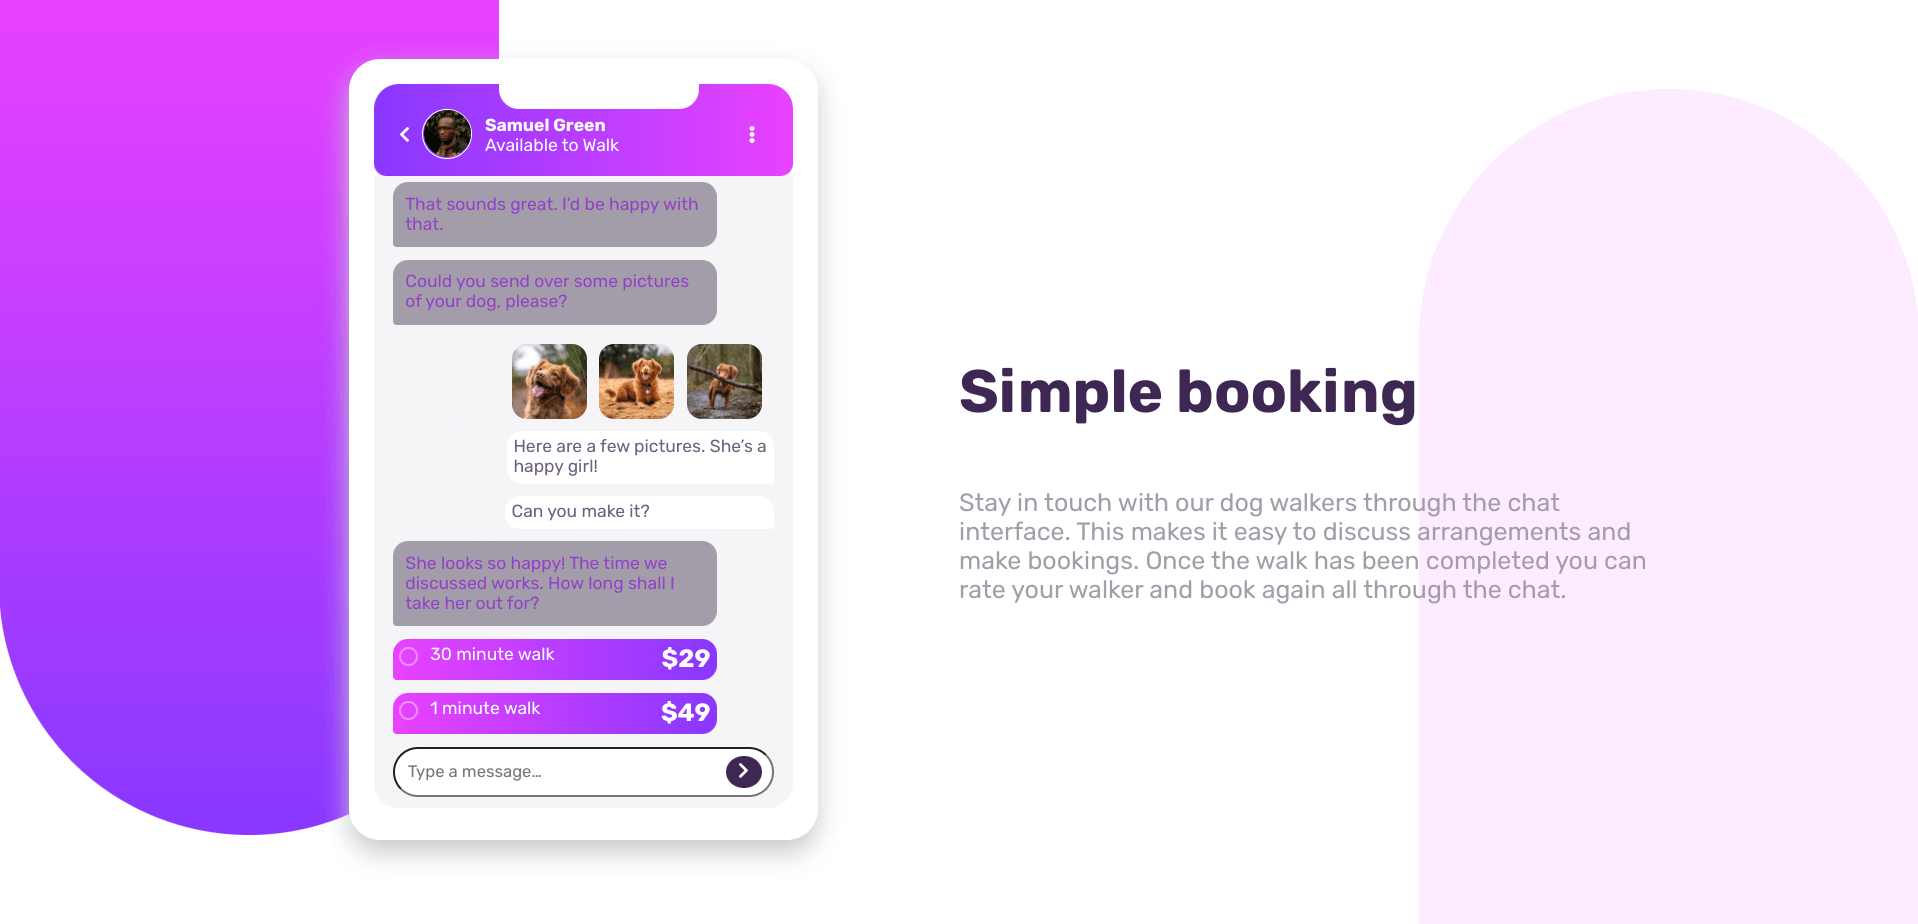 Samuel Green
Available to Walk
That sounds great. I’d be happy with
that.
Could you send over some pictures
of your dog, please?
Here are a few pictures. She’s a
happy girl!
Can you make it?
She looks so happy! The time we
discussed works. How long shall I
take her out for?
30 minute walk $29
1 minute walk $49
Type a message…
Simple booking
Stay in touch with our dog walkers through the chat
interface. This makes it easy to discuss arrangements and
make bookings. Once the walk has been completed you can
rate your walker and book again all through the chat.